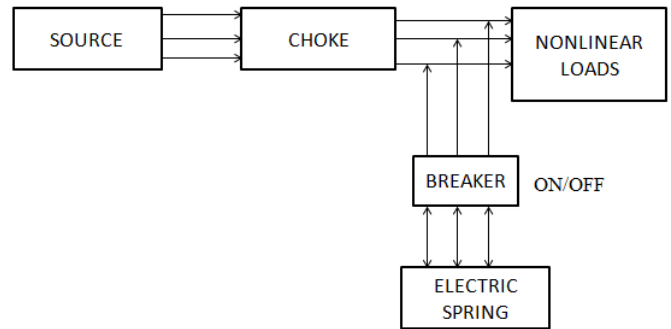 SOURCE
CHOKE
NONLINEAR
LOADS
BREAKER
ON/OFF
ELECTRIC
SPRING